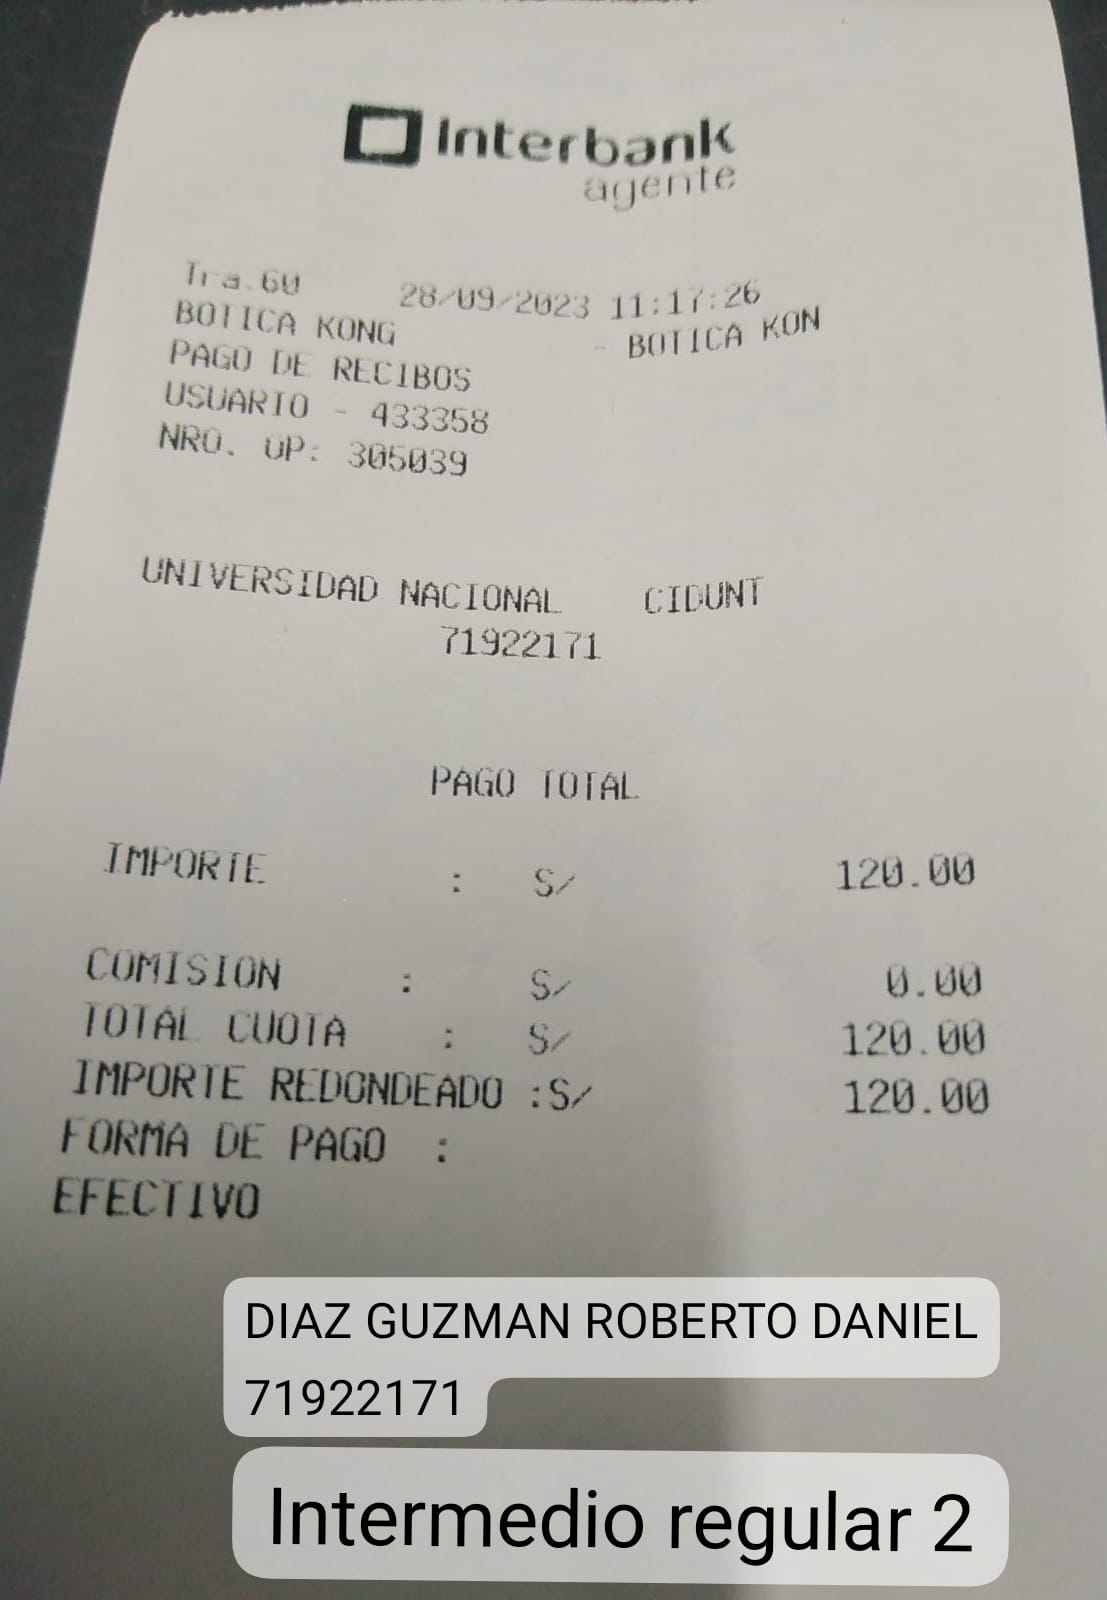 Interbank
agente
Tra.60 28/09/2023 11:17:26
BOTICA KONG - BOTICA KON
PAGO DE RECIBOS
USUARIO - 433358
NRO. OP: 305039
UNIVERSIDAD NACIONAL CIDUNT
71922171
PAGO TOTAL
IMPORTE : S/ 120.00
COMISION : S/ 0.00
TOTAL CUOTA : S/ 120.00
IMPORTE REDONDEADO :S/ 120.00
FORMA DE PAGO :
EFECTIVO
DIAZ GUZMAN ROBERTO DANIEL
71922171
Intermedio regular 2